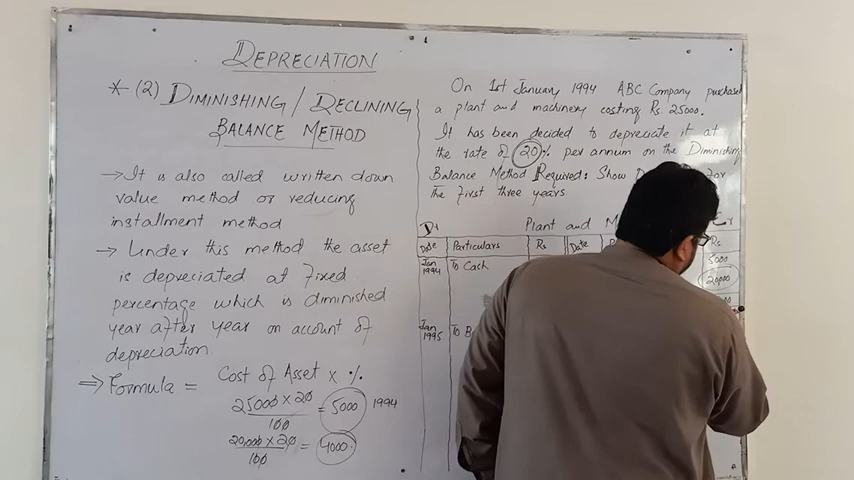 DEPRECIATION
* (2) DIMINISHING / DECLINING
BALANCE METHOD
→ It is also called written down
value method or reducing
installment method
→ Under this method the asset
is depreciated at fixed
percentage which is diminished
year after year on account of
depreciation
⇒ Formula = Cost of Asset x %
25000 x 20 / 100 = 5000 1994
20,000 x 20 / 100 = 4000
On 1st January 1994 ABC Company purchased
a plant and machinery costing Rs 25000.
It has been decided to depreciate it at
the rate of 20% per annum on the Diminishing
Balance Method Required: Show For
The First three years
Dr Plant and Cr
Date Particulars Rs Date Rs
Jan 1994 To Cash 5000
20,000
Jan 1995 To